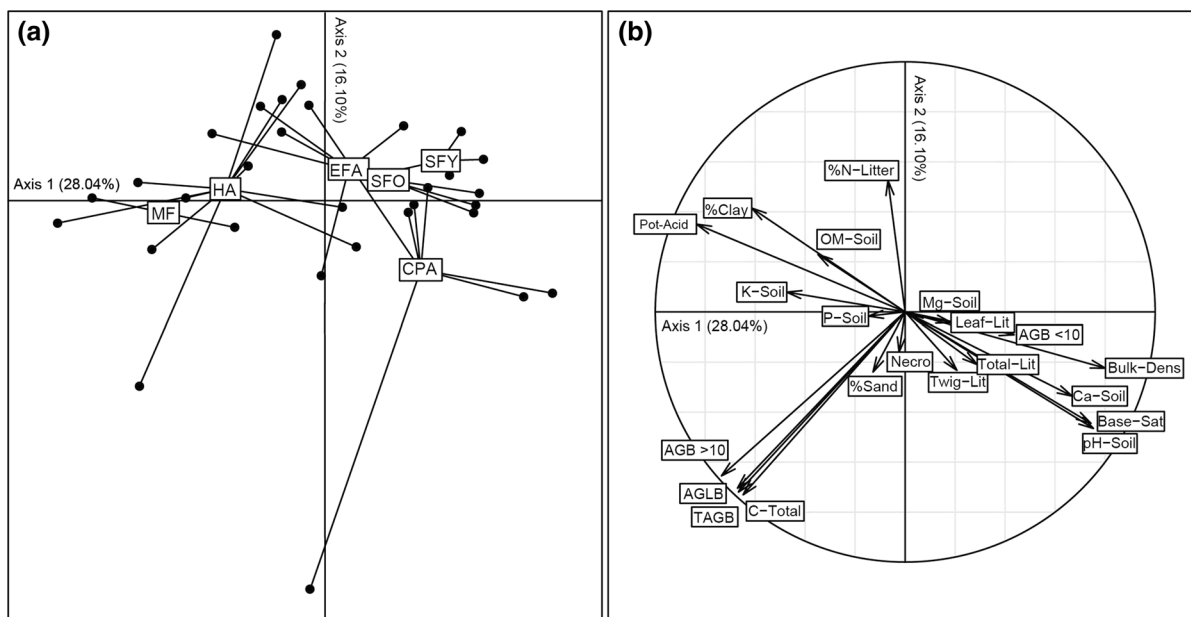 (a)
Axis 2 (16.10%)
Axis 1 (28.04%)
EFA
SFY
SFO
HA
MF
CPA
(b)
Axis 2 (16.10%)
%N−Litter
%Clay
Pot-Acid
OM−Soil
K−Soil
Mg−Soil
P−Soil
Leaf−Lit
Axis 1 (28.04%)
AGB <10
Necro
Total−Lit
Bulk−Dens
%Sand
Twig−Lit
Ca−Soil
Base−Sat
pH−Soil
AGB >10
AGLB
C−Total
TAGB